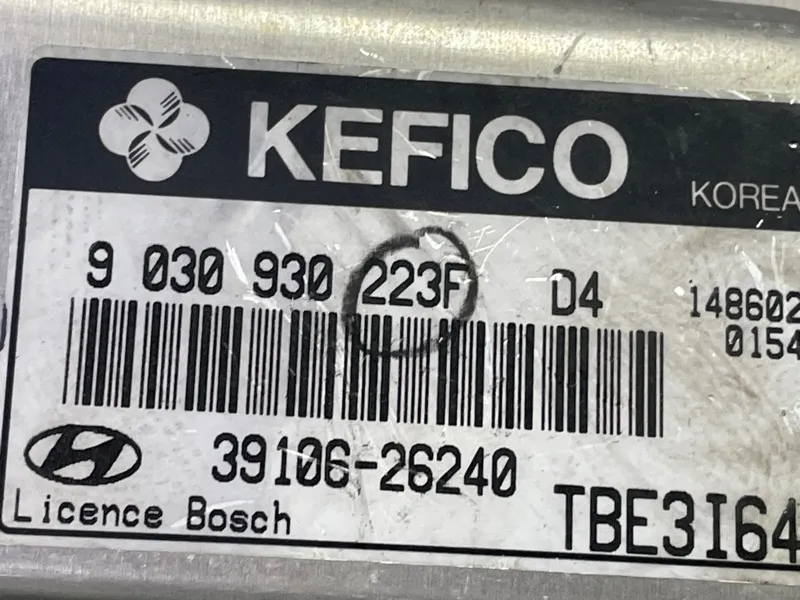 KEFICO KOREA
9 030 930 223F D4 148602
0154
39106-26240
Licence Bosch TBE3I64